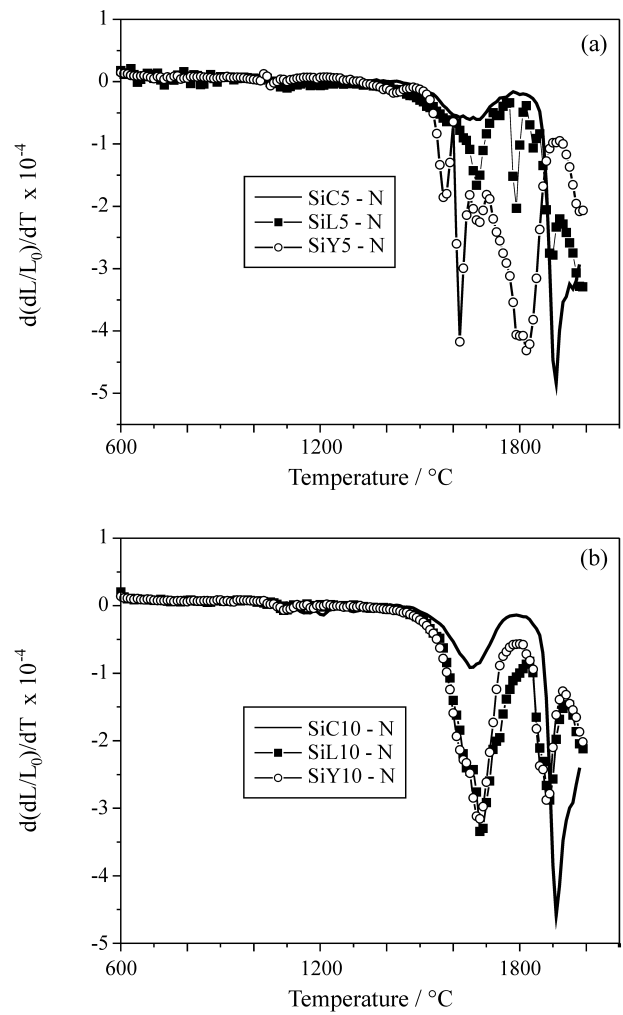 (a)
1
0
-1
-2
-3
-4
-5
d(dL/L0)/dT x 10-4
SiC5 - N
SiL5 - N
SiY5 - N
600
1200
1800
Temperature / °C
(b)
1
0
-1
-2
-3
-4
-5
d(dL/L0)/dT x 10-4
SiC10 - N
SiL10 - N
SiY10 - N
600
1200
1800
Temperature / °C